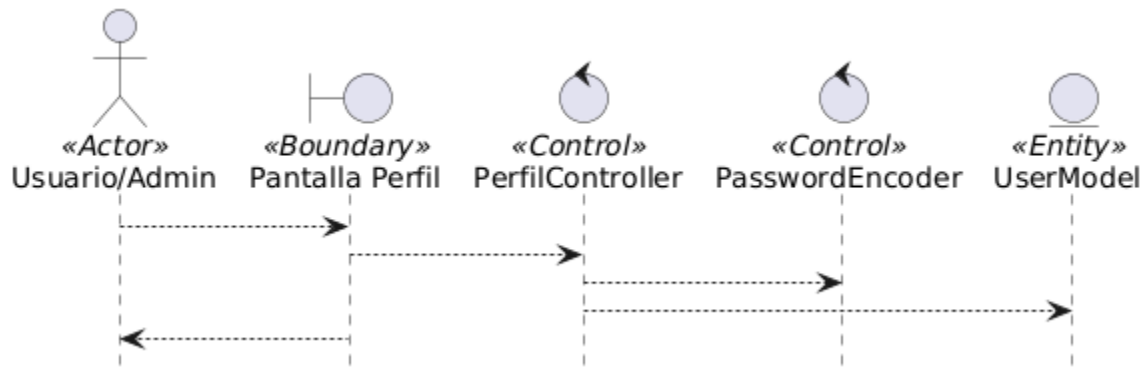 «Actor» «Boundary» «Control» «Control» «Entity»
Usuario/Admin Pantalla Perfil PerfilController PasswordEncoder UserModel